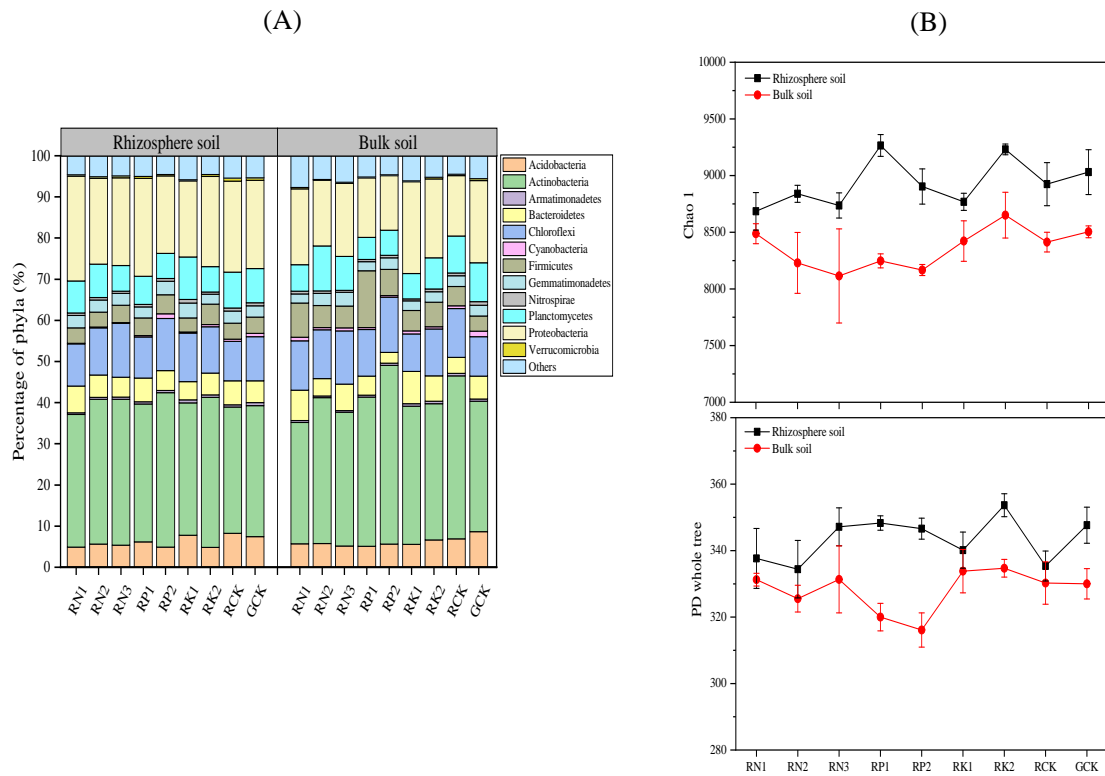 (A)
Rhizosphere soil
Bulk soil
Percentage of phyla (%)
100
90
80
70
60
50
40
30
20
10
0
RN1
RN2
RN3
RP1
RP2
RK1
RK2
RCK
GCK
RN1
RN2
RN3
RP1
RP2
RK1
RK2
RCK
GCK
Acidobacteria
Actinobacteria
Armatimonadetes
Bacteroidetes
Chloroflexi
Cyanobacteria
Firmicutes
Gemmatimonadetes
Nitrospirae
Planctomycetes
Proteobacteria
Verrucomicrobia
Others
(B)
Chao 1
10000
9500
9000
8500
8000
7500
7000
Rhizosphere soil
Bulk soil
PD whole tree
380
360
340
320
300
280
Rhizosphere soil
Bulk soil
RN1
RN2
RN3
RP1
RP2
RK1
RK2
RCK
GCK